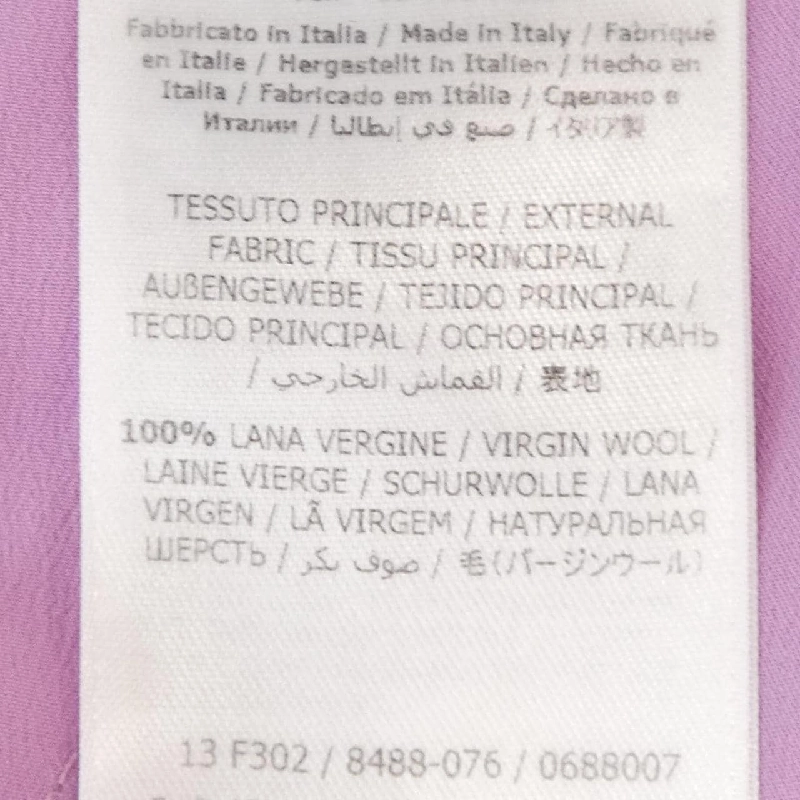 Fabbricato in Italia / Made in Italy / Fabriqué
en Italie / Hergestellt in Italien / Hecho en
Italia / Fabricado em Itália / Сделано в
Италии / صنع في إيطاليا / イタリア製
TESSUTO PRINCIPALE / EXTERNAL
FABRIC / TISSU PRINCIPAL /
AUßENGEWEBE / TEJIDO PRINCIPAL /
TECIDO PRINCIPAL / ОСНОВНАЯ ТКАНЬ
/ القماش الخارجي / 表地
100% LANA VERGINE / VIRGIN WOOL /
LAINE VIERGE / SCHURWOLLE / LANA
VIRGEN / LÃ VIRGEM / НАТУРАЛЬНАЯ
ШЕРСТЬ / صوف بكر / 毛(バージンウール)
13 F302 / 8488-076 / 0688007